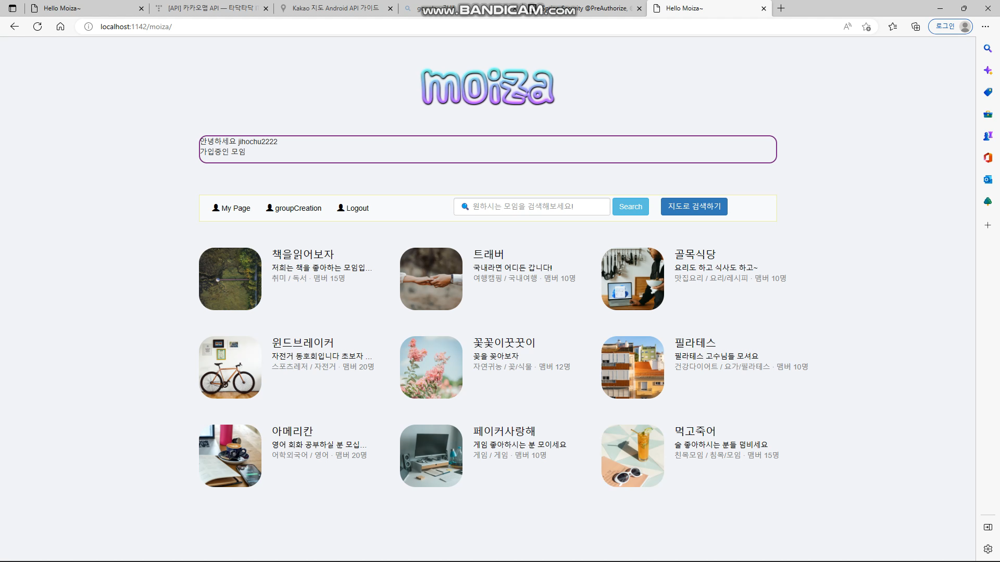 Hello Moiza~
[API] 카카오맵 API — 타닥타닥 I
Kakao 지도 Android API 가이드
Spring Security @PreAuthorize,
Hello Moiza~
www.BANDICAM.com
localhost:1142/moiza/
로그인
moiza
안녕하세요 jihochu2222
가입중인 모임
My Page
groupCreation
Logout
원하시는 모임을 검색해보세요!
Search
지도로 검색하기
책을읽어보자
저희는 책을 좋아하는 모임입...
취미 / 독서 · 맴버 15명
트래버
국내라면 어디든 갑니다!
여행캠핑 / 국내여행 · 맴버 10명
골목식당
요리도 하고 식사도 하고~
맛집요리 / 요리/레시피 · 맴버 10명
윈드브레이커
자전거 동호회입니다 초보자 ...
스포츠레저 / 자전거 · 맴버 20명
꽃꽃이꿋꿋이
꽃을 꽂아보자
자연귀농 / 꽃/식물 · 맴버 12명
필라테스
필라테스 고수님들 모셔요
건강다이어트 / 요가/필라테스 · 맴버 10명
아메리칸
영어 회화 공부하실 분 모십...
어학외국어 / 영어 · 맴버 20명
페이커사랑해
게임 좋아하시는 분 모이세요
게임 / 게임 · 맴버 10명
먹고죽어
술 좋아하시는 분들 덤비세요
친목모임 / 침목/모임 · 맴버 15명